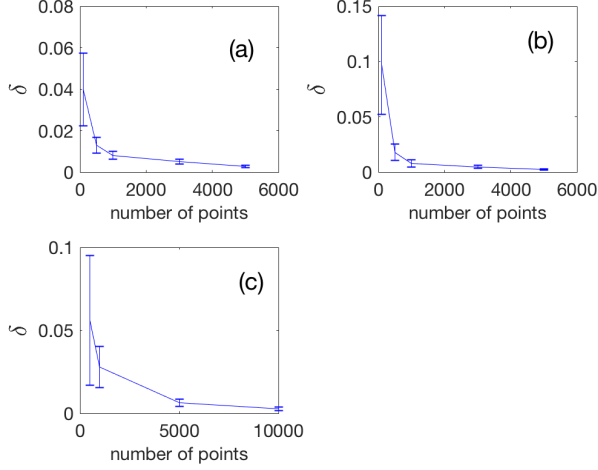 0.08
0.06
0.04
0.02
0
δ
(a)
0 2000 4000 6000
number of points
0.15
0.1
0.05
0
δ
(b)
0 2000 4000 6000
number of points
0.1
0.05
0
δ
(c)
0 5000 10000
number of points